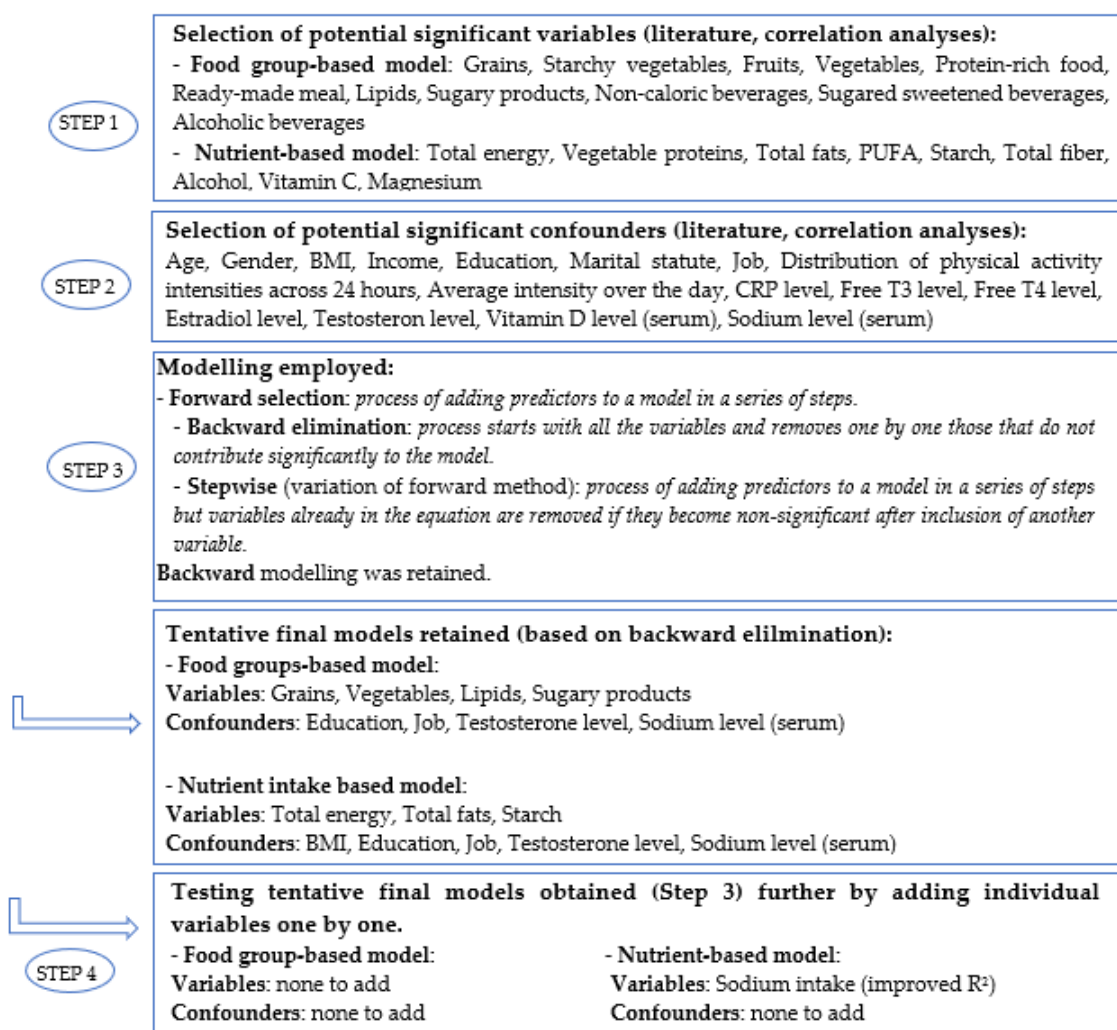 Selection of potential significant variables (literature, correlation analyses):
- Food group-based model: Grains, Starchy vegetables, Fruits, Vegetables, Protein-rich food,
Ready-made meal, Lipids, Sugary products, Non-caloric beverages, Sugared sweetened beverages,
Alcoholic beverages
- Nutrient-based model: Total energy, Vegetable proteins, Total fats, PUFA, Starch, Total fiber,
Alcohol, Vitamin C, Magnesium
STEP 1
Selection of potential significant confounders (literature, correlation analyses):
Age, Gender, BMI, Income, Education, Marital statute, Job, Distribution of physical activity
intensities across 24 hours, Average intensity over the day, CRP level, Free T3 level, Free T4 level,
Estradiol level, Testosteron level, Vitamin D level (serum), Sodium level (serum)
STEP 2
Modelling employed:
- Forward selection: process of adding predictors to a model in a series of steps.
- Backward elimination: process starts with all the variables and removes one by one those that do not
contribute significantly to the model.
- Stepwise (variation of forward method): process of adding predictors to a model in a series of steps
but variables already in the equation are removed if they become non-significant after inclusion of another
variable.
Backward modelling was retained.
STEP 3
Tentative final models retained (based on backward elilmination):
- Food groups-based model:
Variables: Grains, Vegetables, Lipids, Sugary products
Confounders: Education, Job, Testosterone level, Sodium level (serum)
- Nutrient intake based model:
Variables: Total energy, Total fats, Starch
Confounders: BMI, Education, Job, Testosterone level, Sodium level (serum)
Testing tentative final models obtained (Step 3) further by adding individual
variables one by one.
- Food group-based model:
Variables: none to add
Confounders: none to add
- Nutrient-based model:
Variables: Sodium intake (improved R²)
Confounders: none to add
STEP 4